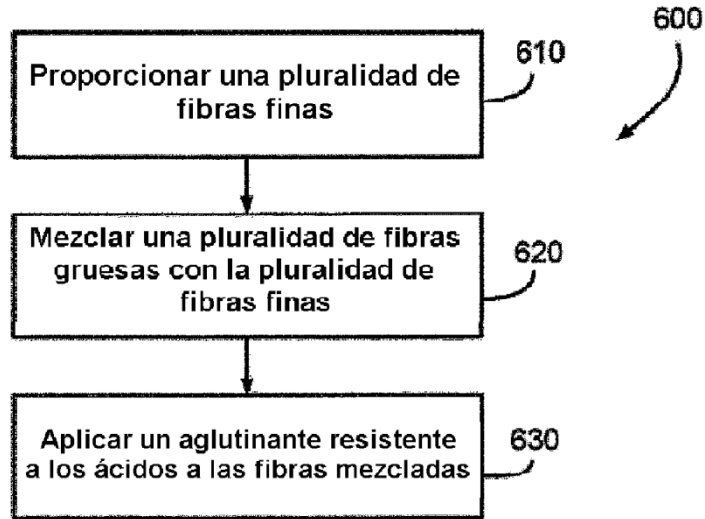 600
Proporcionar una pluralidad de
fibras finas
610
Mezclar una pluralidad de fibras
gruesas con la pluralidad de
fibras finas
620
Aplicar un aglutinante resistente
a los ácidos a las fibras mezcladas
630